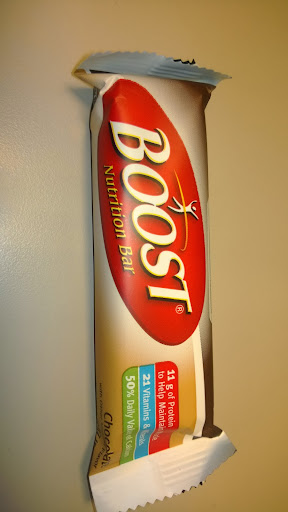 BOOST®
Nutrition Bar
11 g of Protein
to Help Maintain
21 Vitamins &
50% Daily Value